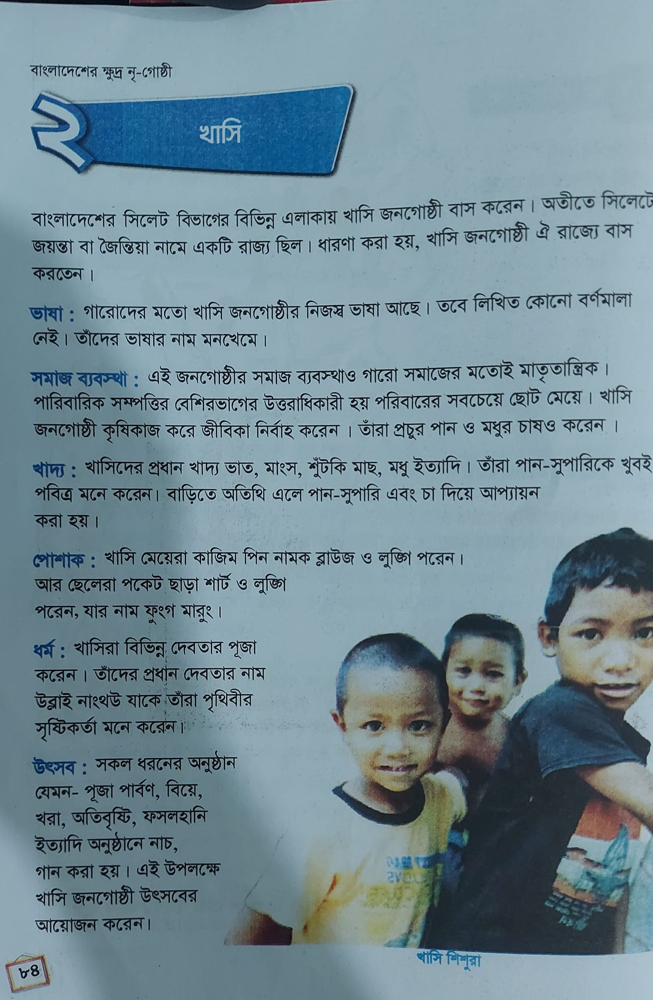 বাংলাদেশের ক্ষুদ্র নৃ-গোষ্ঠী
২
খাসি
বাংলাদেশের সিলেট বিভাগের বিভিন্ন এলাকায় খাসি জনগোষ্ঠী বাস করেন। অতীতে সিলেটে
জয়ন্তা বা জৈন্তিয়া নামে একটি রাজ্য ছিল। ধারণা করা হয়, খাসি জনগোষ্ঠী ঐ রাজ্যে বাস
করতেন।
ভাষা : গারোদের মতো খাসি জনগোষ্ঠীর নিজস্ব ভাষা আছে। তবে লিখিত কোনো বর্ণমালা
নেই। তাঁদের ভাষার নাম মনখেমে।
সমাজ ব্যবস্থা : এই জনগোষ্ঠীর সমাজ ব্যবস্থাও গারো সমাজের মতোই মাতৃতান্ত্রিক।
পারিবারিক সম্পত্তির বেশিরভাগের উত্তরাধিকারী হয় পরিবারের সবচেয়ে ছোট মেয়ে। খাসি
জনগোষ্ঠী কৃষিকাজ করে জীবিকা নির্বাহ করেন। তাঁরা প্রচুর পান ও মধুর চাষও করেন।
খাদ্য : খাসিদের প্রধান খাদ্য ভাত, মাংস, শুঁটকি মাছ, মধু ইত্যাদি। তাঁরা পান-সুপারিকে খুবই
পবিত্র মনে করেন। বাড়িতে অতিথি এলে পান-সুপারি এবং চা দিয়ে আপ্যায়ন
করা হয়।
পোশাক : খাসি মেয়েরা কাজিম পিন নামক ব্লাউজ ও লুঙ্গি পরেন।
আর ছেলেরা পকেট ছাড়া শার্ট ও লুঙ্গি
পরেন, যার নাম ফুংগ মারুং।
ধর্ম : খাসিরা বিভিন্ন দেবতার পূজা
করেন। তাঁদের প্রধান দেবতার নাম
উব্লাই নাংথউ যাকে তাঁরা পৃথিবীর
সৃষ্টিকর্তা মনে করেন।
উৎসব : সকল ধরনের অনুষ্ঠান
যেমন- পূজা পার্বণ, বিয়ে,
খরা, অতিবৃষ্টি, ফসলহানি
ইত্যাদি অনুষ্ঠানে নাচ,
গান করা হয়। এই উপলক্ষে
খাসি জনগোষ্ঠী উৎসবের
আয়োজন করেন।
খাসি শিশুরা
৮৪